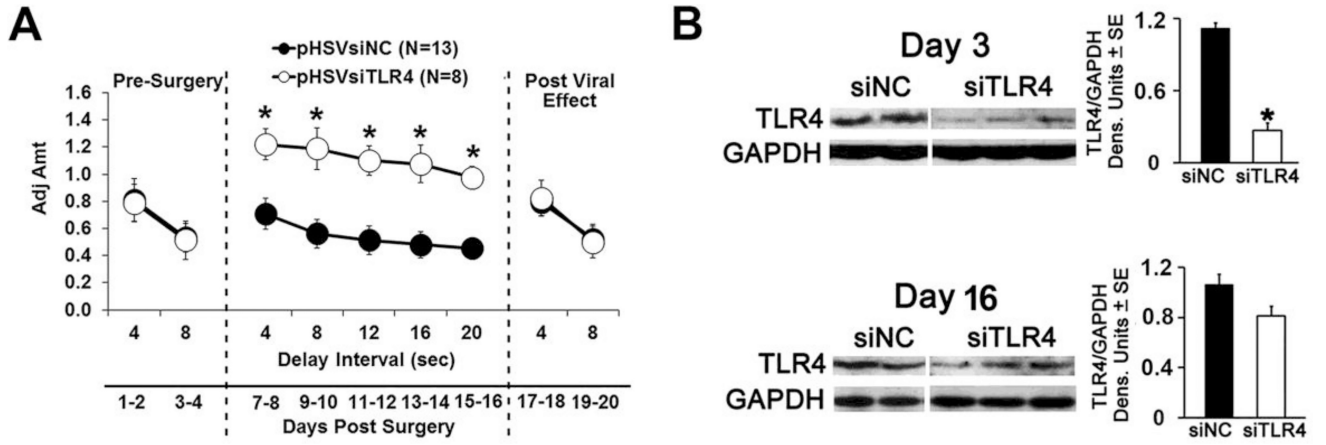 A
pHSVsiNC (N=13)
pHSVsiTLR4 (N=8)
Pre-Surgery
Post Viral
Effect
Adj Amt
1.6
1.4
1.2
1.0
0.8
0.6
0.4
0.2
0.0
* * * * *
4 8 4 8 12 16 20 4 8
Delay Interval (sec)
1-2 3-4 7-8 9-10 11-12 13-14 15-16 17-18 19-20
Days Post Surgery
B
Day 3
siNC siTLR4
TLR4
GAPDH
TLR4/GAPDH
Dens. Units ± SE
1.2
0.6
0
*
siNC siTLR4
Day 16
siNC siTLR4
TLR4
GAPDH
TLR4/GAPDH
Dens. Units ± SE
1.2
0.8
0.4
0
siNC siTLR4